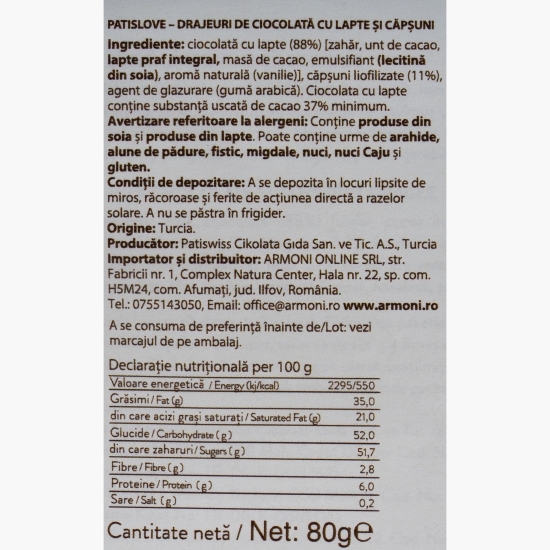 PATISLOVE – DRAJEURI DE CIOCOLATĂ CU LAPTE ȘI CĂPȘUNI
Ingrediente: ciocolată cu lapte (88%) [zahăr, unt de cacao,
lapte praf integral, masă de cacao, emulsifiant (lecitină
din soia), aromă naturală (vanilie)], căpșuni liofilizate (11%),
agent de glazurare (gumă arabică). Ciocolata cu lapte
conține substanță uscată de cacao 37% minimum.
Avertizare referitoare la alergeni: Conține produse din
soia și produse din lapte. Poate conține urme de arahide,
alune de pădure, fistic, migdale, nuci, nuci Caju și
gluten.
Condiții de depozitare: A se depozita în locuri lipsite de
miros, răcoroase și ferite de acțiunea directă a razelor
solare. A nu se păstra în frigider.
Origine: Turcia.
Producător: Patiswiss Cikolata Gıda San. ve Tic. A.S., Turcia
Importator și distribuitor: ARMONI ONLINE SRL, str.
Fabricii nr. 1, Complex Natura Center, Hala nr. 22, sp. com.
H5M24, com. Afumați, jud. Ilfov, România.
Tel.: 0755143050, Email: office@armoni.ro www.armoni.ro
A se consuma de preferință înainte de/Lot: vezi
marcajul de pe ambalaj.
Declarație nutrițională per 100 g
Valoare energetică / Energy (kj/kcal) 2295/550
Grăsimi / Fat (g) 35,0
din care acizi grași saturați / Saturated Fat (g) 21,0
Glucide / Carbohydrate (g) 52,0
din care zaharuri / Sugars (g) 51,7
Fibre / Fibre (g) 2,8
Proteine / Protein (g) 6,0
Sare / Salt (g) 0,2
Cantitate netă / Net: 80g℮